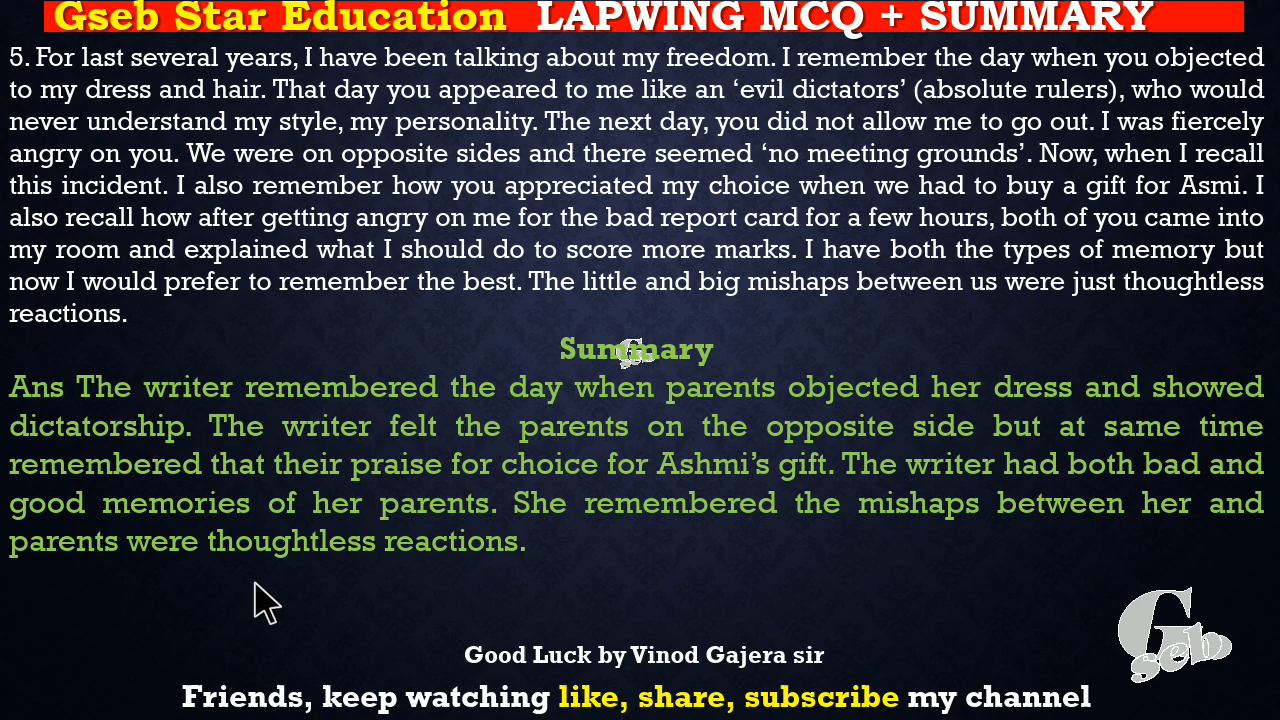 Gseb Star Education LAPWING MCQ + SUMMARY
5. For last several years, I have been talking about my freedom. I remember the day when you objected
to my dress and hair. That day you appeared to me like an ‘evil dictators’ (absolute rulers), who would
never understand my style, my personality. The next day, you did not allow me to go out. I was fiercely
angry on you. We were on opposite sides and there seemed ‘no meeting grounds’. Now, when I recall
this incident. I also remember how you appreciated my choice when we had to buy a gift for Asmi. I
also recall how after getting angry on me for the bad report card for a few hours, both of you came into
my room and explained what I should do to score more marks. I have both the types of memory but
now I would prefer to remember the best. The little and big mishaps between us were just thoughtless
reactions.
Summary
Ans The writer remembered the day when parents objected her dress and showed
dictatorship. The writer felt the parents on the opposite side but at same time
remembered that their praise for choice for Ashmi’s gift. The writer had both bad and
good memories of her parents. She remembered the mishaps between her and
parents were thoughtless reactions.
Gseb
Good Luck by Vinod Gajera sir
Friends, keep watching like, share, subscribe my channel